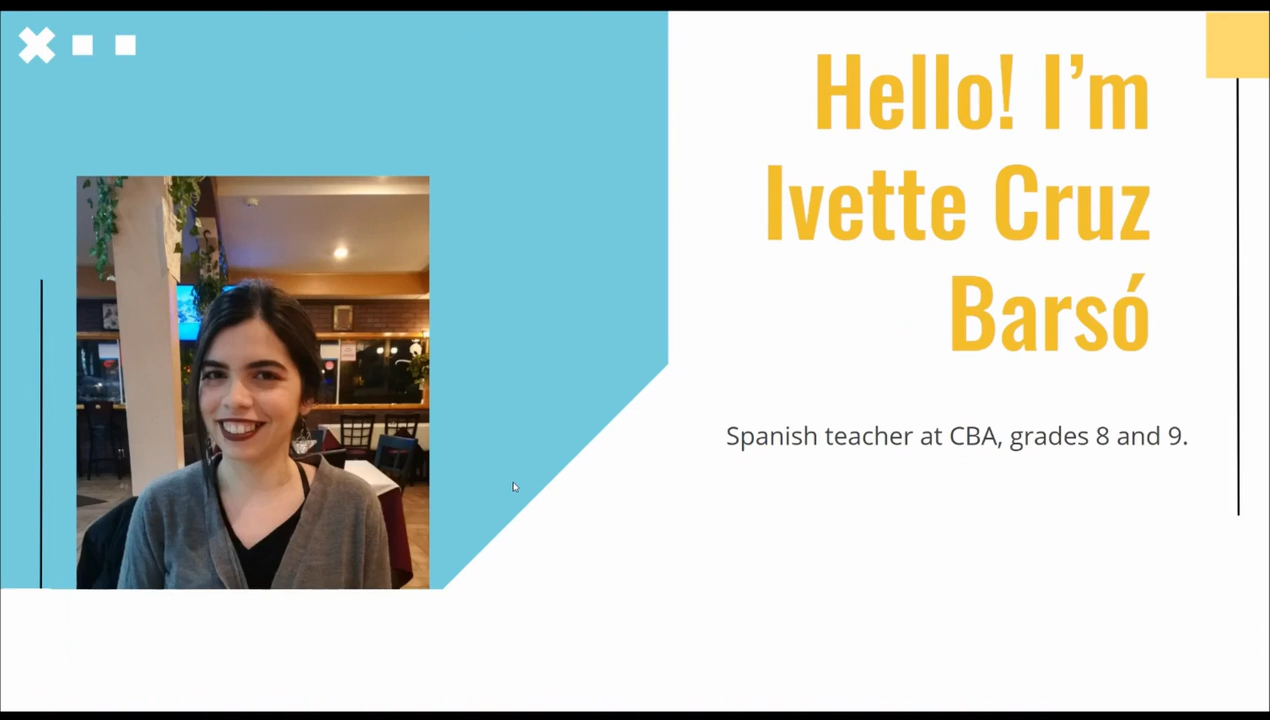 Hello! I’m
Ivette Cruz
Barsó
Spanish teacher at CBA, grades 8 and 9.